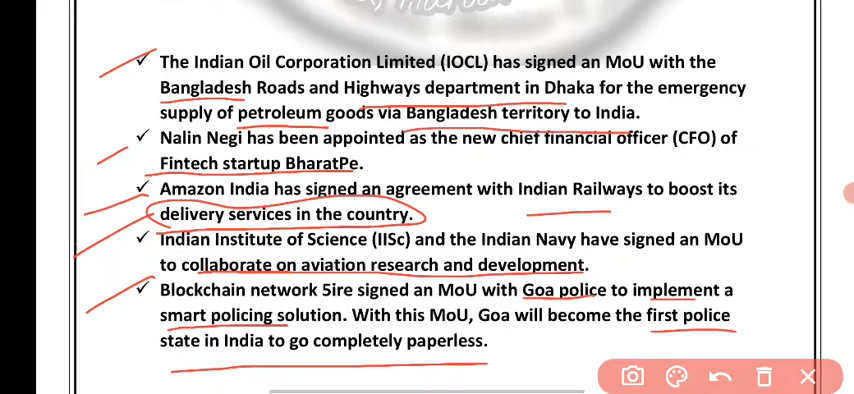 ✓ The Indian Oil Corporation Limited (IOCL) has signed an MoU with the
Bangladesh Roads and Highways department in Dhaka for the emergency
supply of petroleum goods via Bangladesh territory to India.
✓ Nalin Negi has been appointed as the new chief financial officer (CFO) of
Fintech startup BharatPe.
✓ Amazon India has signed an agreement with Indian Railways to boost its
delivery services in the country.
✓ Indian Institute of Science (IISc) and the Indian Navy have signed an MoU
to collaborate on aviation research and development.
✓ Blockchain network 5ire signed an MoU with Goa police to implement a
smart policing solution. With this MoU, Goa will become the first police
state in India to go completely paperless.